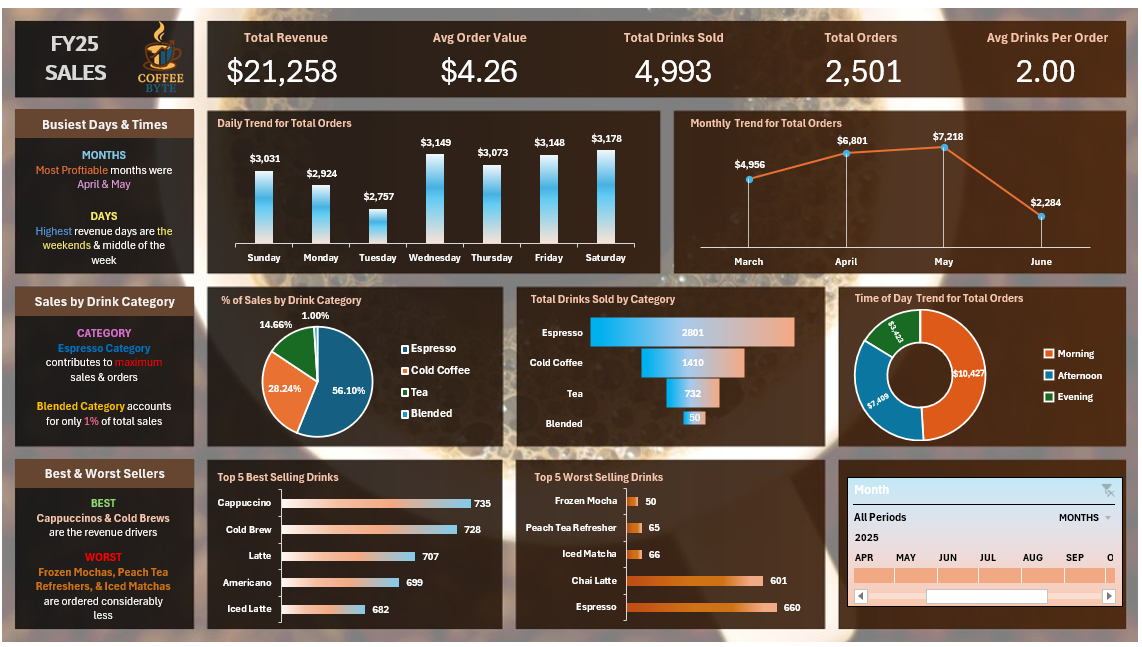 FY25
SALES
COFFEE
BYTE
Total Revenue
$21,258
Avg Order Value
$4.26
Total Drinks Sold
4,993
Total Orders
2,501
Avg Drinks Per Order
2.00
Busiest Days & Times
MONTHS
Most Proftiable months were
April & May
DAYS
Highest revenue days are the
weekends & middle of the
week
Daily Trend for Total Orders
$3,031
$2,924
$2,757
$3,149
$3,073
$3,148
$3,178
Sunday
Monday
Tuesday
Wednesday
Thursday
Friday
Saturday
Monthly Trend for Total Orders
$4,956
$6,801
$7,218
$2,284
March
April
May
June
Sales by Drink Category
CATEGORY
Espresso Category
contributes to maximum
sales & orders
Blended Category accounts
for only 1% of total sales
% of Sales by Drink Category
1.00%
14.66%
28.24%
56.10%
Espresso
Cold Coffee
Tea
Blended
Total Drinks Sold by Category
Espresso
2801
Cold Coffee
1410
Tea
732
Blended
50
Time of Day Trend for Total Orders
$3,423
$10,427
$7,409
Morning
Afternoon
Evening
Best & Worst Sellers
BEST
Cappuccinos & Cold Brews
are the revenue drivers
WORST
Frozen Mochas, Peach Tea
Refreshers, & Iced Matchas
are ordered considerably
less
Top 5 Best Selling Drinks
Cappuccino
735
Cold Brew
728
Latte
707
Americano
699
Iced Latte
682
Top 5 Worst Selling Drinks
Frozen Mocha
50
Peach Tea Refresher
65
Iced Matcha
66
Chai Latte
601
Espresso
660
Month
All Periods
MONTHS
2025
APR
MAY
JUN
JUL
AUG
SEP
O